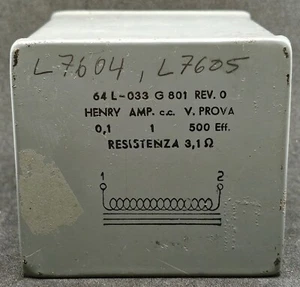 L7604, L7605
64 L-033 G 801 REV. 0
HENRY AMP. c.c. V. PROVA
0,1 1 500 Eff.
RESISTENZA 3,1 Ω
1 2